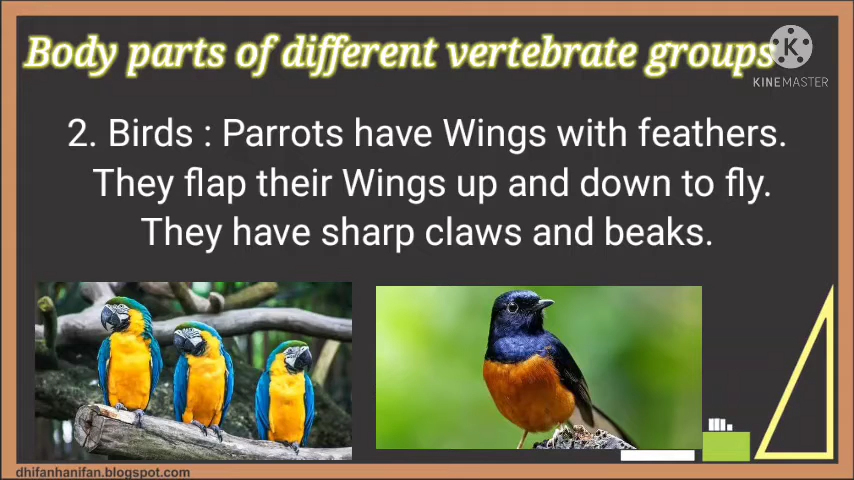 Body parts of different vertebrate groups
K
KINEMASTER
2. Birds : Parrots have Wings with feathers.
They flap their Wings up and down to fly.
They have sharp claws and beaks.
dhifanhanifan.blogspot.com